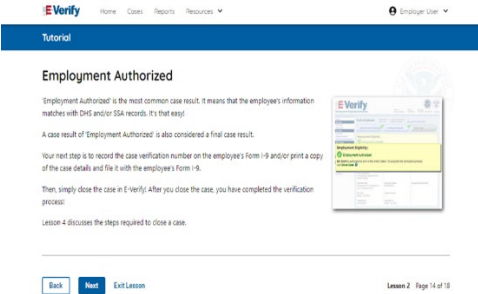 E-Verify Home Cases Reports Resources Employer User
Tutorial
Employment Authorized
'Employment Authorized' is the most common case result. It means that the employee's information
matches with DHS and/or SSA records. It's that easy!
A case result of 'Employment Authorized' is also considered a final case result.
Your next step is to record the case verification number on the employee's Form I-9 and/or print a copy
of the case details and file it with the employee's Form I-9.
Then, simply close the case in E-Verify! After you close the case, you have completed the verification
process!
Lesson 4 discusses the steps required to close a case.
E-Verify
Employment Eligibility:
Employment Authorized
Back Next Exit Lesson Lesson 2 Page 14 of 18